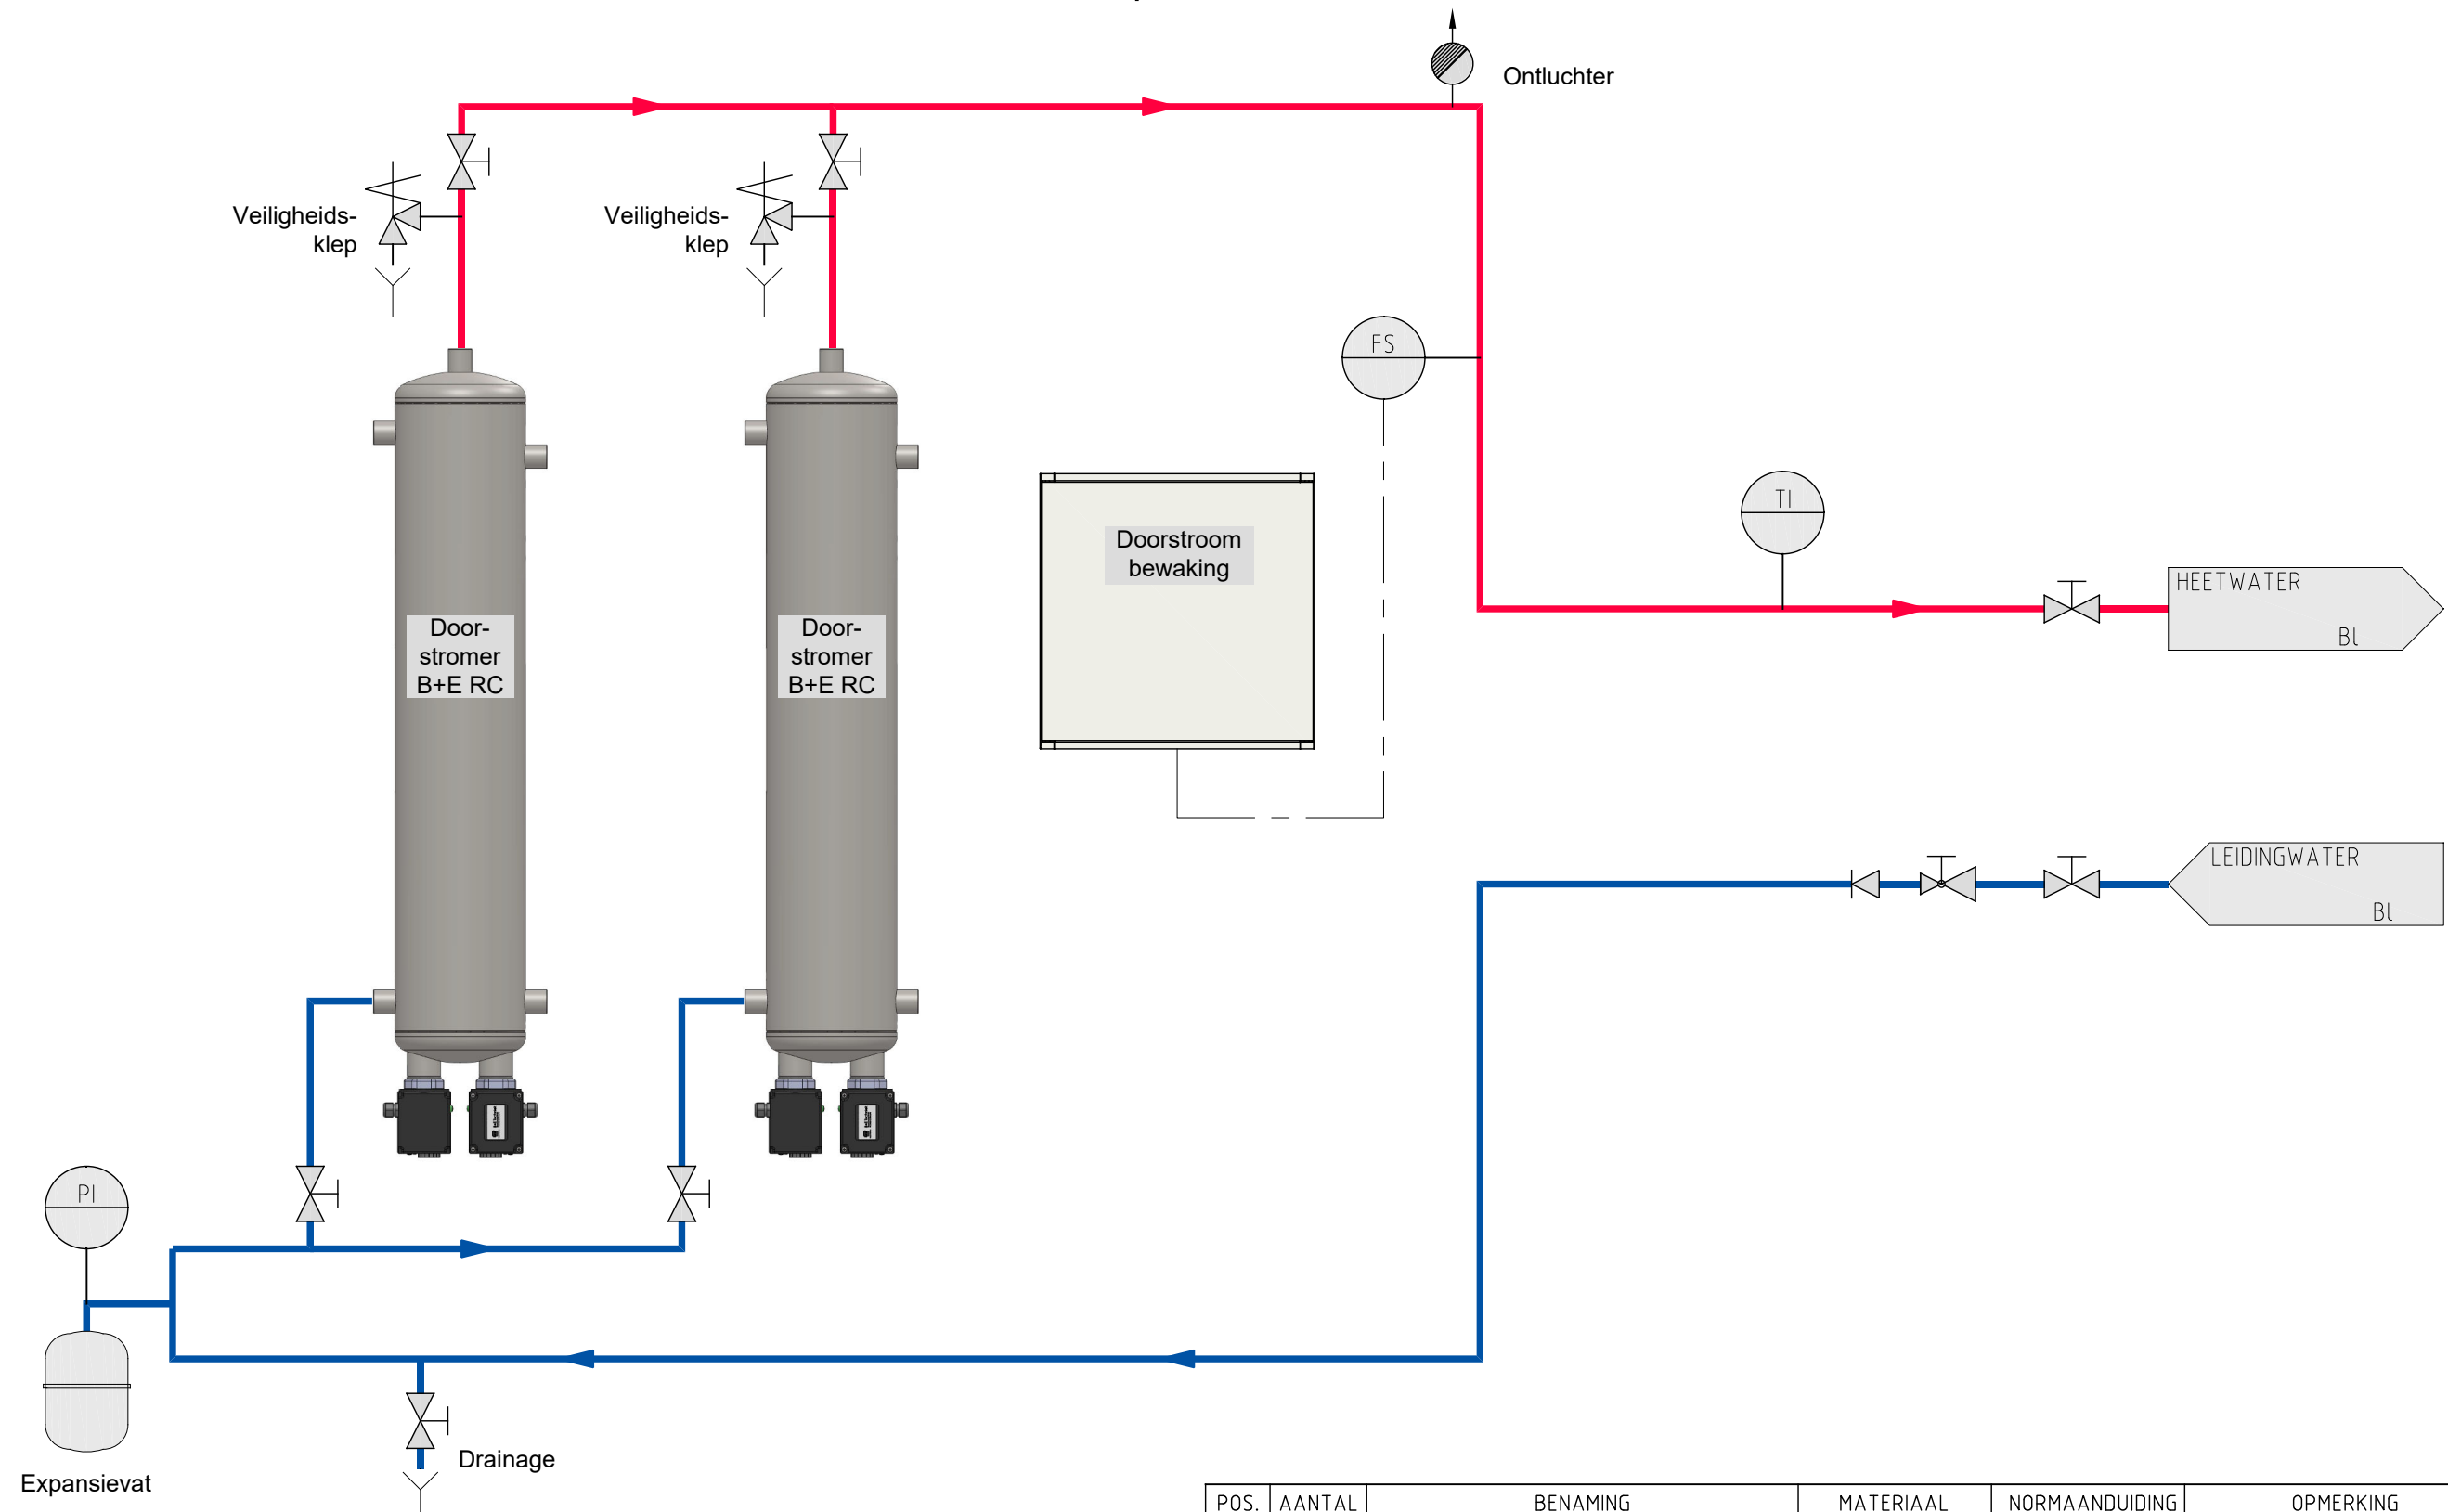 Ontluchter
Veiligheids-
klep
Veiligheids-
klep
FS
TI
Doorstroom
bewaking
HEETWATER
Bl
Door-
stromer
B+E RC
Door-
stromer
B+E RC
LEIDINGWATER
Bl
PI
Drainage
Expansievat
POS. AANTAL BENAMING MATERIAAL NORMAANDUIDING OPMERKING